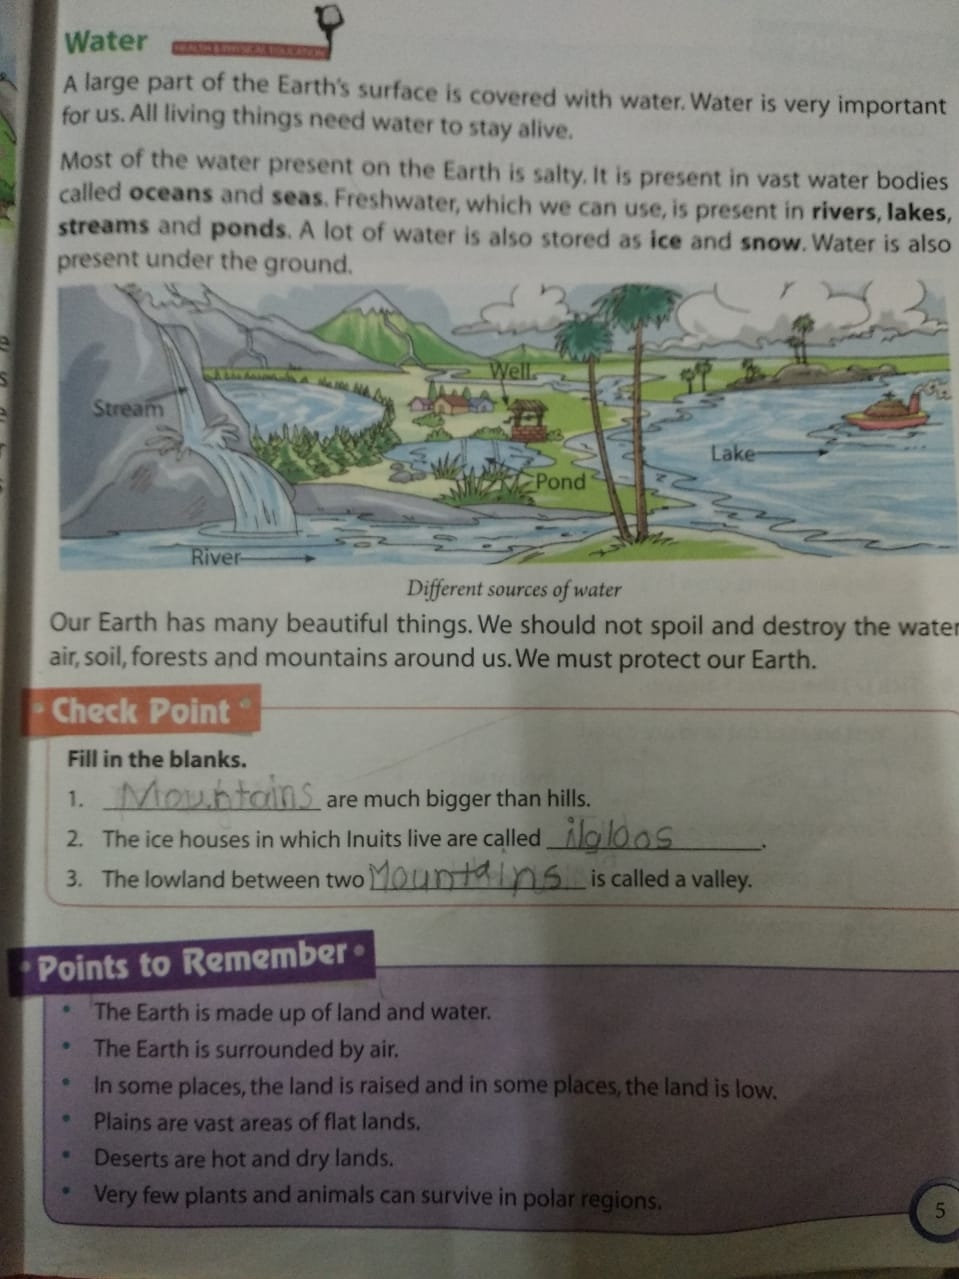 Water HEALTH & PHYSICAL EDUCATION
A large part of the Earth's surface is covered with water. Water is very important
for us. All living things need water to stay alive.
Most of the water present on the Earth is salty. It is present in vast water bodies
called oceans and seas. Freshwater, which we can use, is present in rivers, lakes,
streams and ponds. A lot of water is also stored as ice and snow. Water is also
present under the ground.
Well
Stream
Lake
Pond
River
Different sources of water
Our Earth has many beautiful things. We should not spoil and destroy the water
air, soil, forests and mountains around us. We must protect our Earth.
Check Point
Fill in the blanks.
1. Mountains are much bigger than hills.
2. The ice houses in which Inuits live are called igloos.
3. The lowland between two Mountains is called a valley.
Points to Remember
• The Earth is made up of land and water.
• The Earth is surrounded by air.
• In some places, the land is raised and in some places, the land is low.
• Plains are vast areas of flat lands.
• Deserts are hot and dry lands.
• Very few plants and animals can survive in polar regions.
5